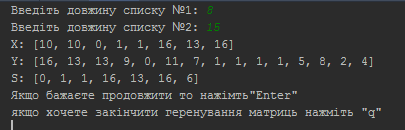 Введіть довжину списку №1: 8
Введіть довжину списку №2: 15
X: [10, 10, 0, 1, 1, 16, 13, 16]
Y: [16, 13, 13, 9, 0, 11, 7, 1, 1, 1, 1, 5, 8, 2, 4]
S: [0, 1, 1, 16, 13, 16, 6]
Якщо бажаєте продовжити то нажімть"Enter"
якщо хочете закінчити геренування матриць нажміть "q"